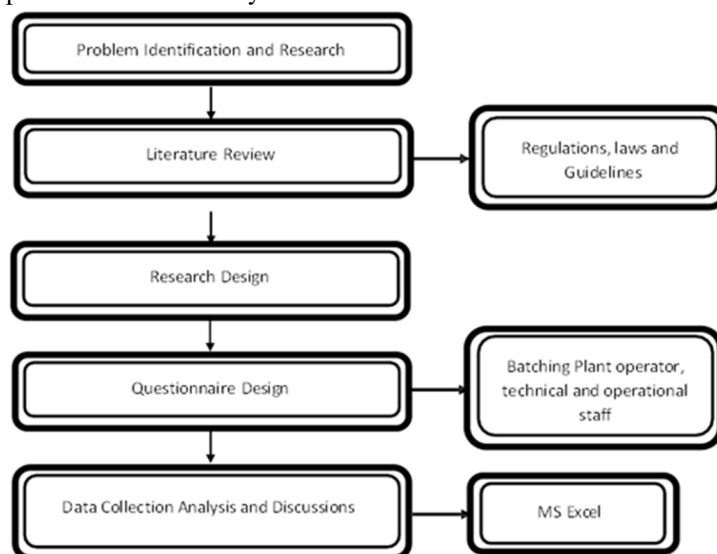 Problem Identification and Research
Literature Review
Regulations, laws and
Guidelines
Research Design
Questionnaire Design
Batching Plant operator,
technical and operational
staff
Data Collection Analysis and Discussions
MS Excel